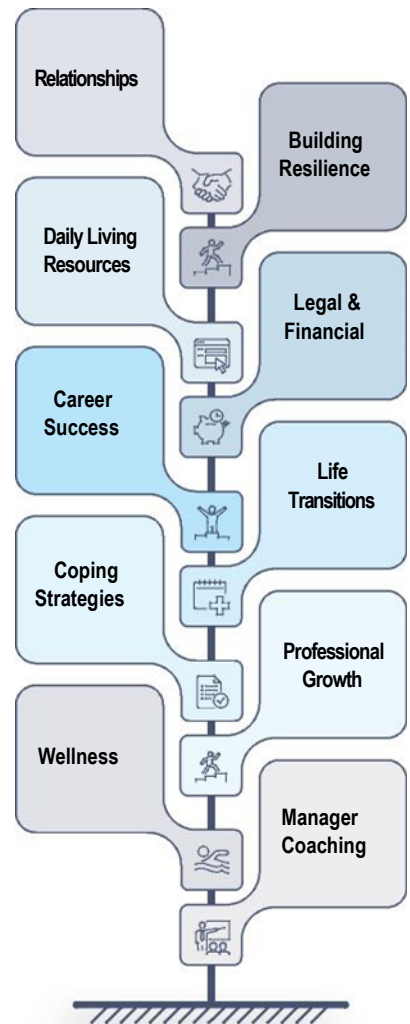 Relationships
Building
Resilience
Daily Living
Resources
Legal &
Financial
Career
Success
Life
Transitions
Coping
Strategies
Professional
Growth
Wellness
Manager
Coaching